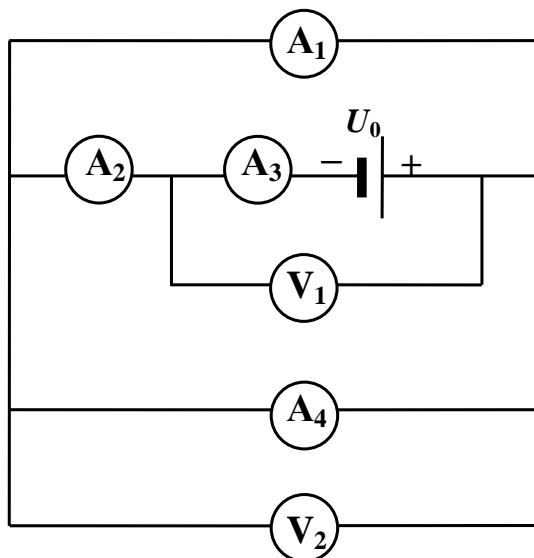 A₁
U₀
A₂ A₃ − +
V₁
A₄
V₂